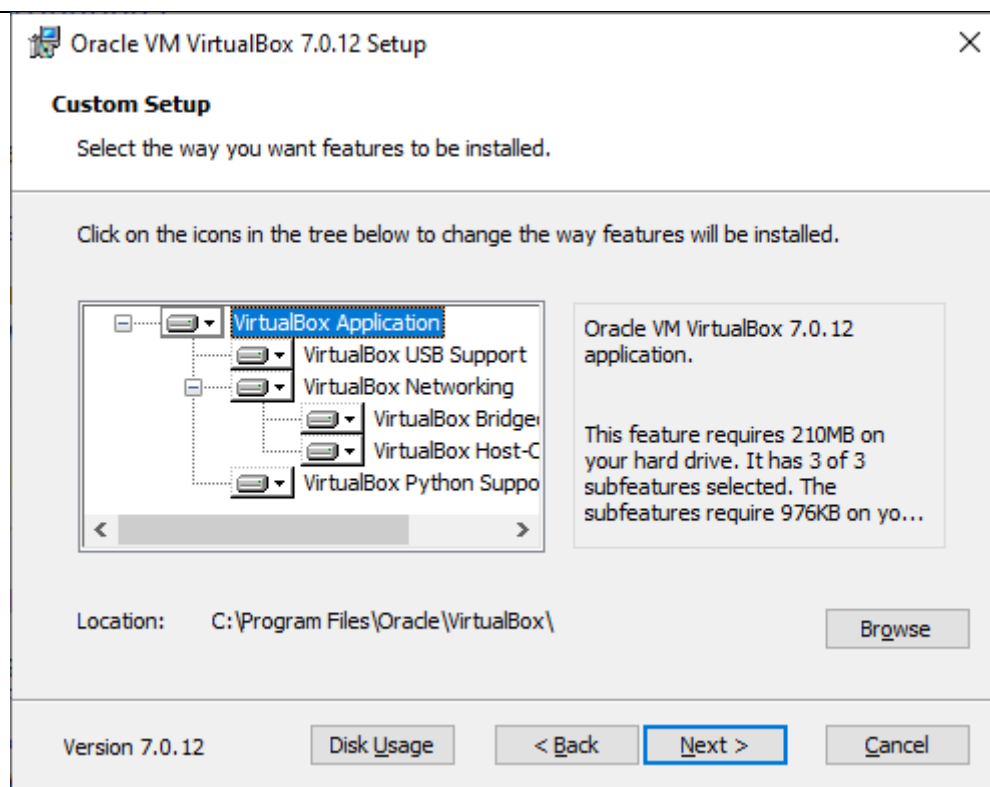 Oracle VM VirtualBox 7.0.12 Setup
Custom Setup
Select the way you want features to be installed.
Click on the icons in the tree below to change the way features will be installed.
VirtualBox Application
VirtualBox USB Support
VirtualBox Networking
VirtualBox Bridge
VirtualBox Host-C
VirtualBox Python Suppo
Oracle VM VirtualBox 7.0.12
application.
This feature requires 210MB on
your hard drive. It has 3 of 3
subfeatures selected. The
subfeatures require 976KB on yo...
Location: C:\Program Files\Oracle\VirtualBox\
Browse
Version 7.0.12 Disk Usage < Back Next > Cancel